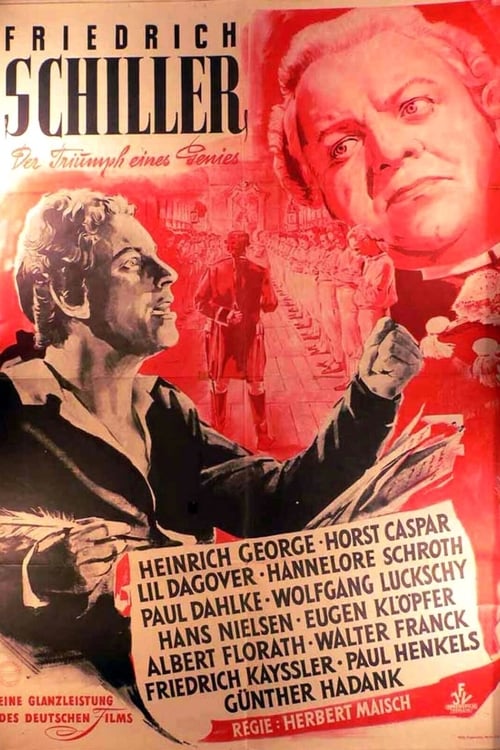 FRIEDRICH
SCHILLER
Der Triumph eines Genies
HEINRICH GEORGE · HORST CASPAR
LIL DAGOVER · HANNELORE SCHROTH
PAUL DAHLKE · WOLFGANG LUCKSCHY
HANS NIELSEN · EUGEN KLÖPFER
ALBERT FLORATH · WALTER FRANCK
FRIEDRICH KAYSSLER · PAUL HENKELS
GÜNTHER HADANK
REGIE: HERBERT MAISCH
EINE GLANZLEISTUNG
DES DEUTSCHEN FILMS